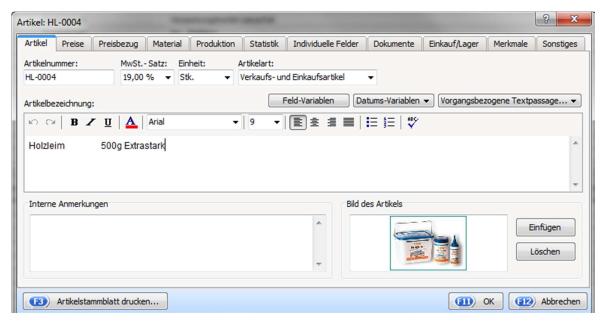 Artikel: HL-0004
Artikel Preise Preisbezug Material Produktion Statistik Individuelle Felder Dokumente Einkauf/Lager Merkmale Sonstiges
Artikelnummer: MwSt.- Satz: Einheit: Artikelart:
HL-0004 19,00 % Stk. Verkaufs- und Einkaufsartikel
Artikelbezeichnung: Feld-Variablen Datums-Variablen Vorgangsbezogene Textpassage...
B I U A Arial 9 ABC
Holzleim 500g Extrastark
Interne Anmerkungen Bild des Artikels
Einfügen
Löschen
F3 Artikelstammblatt drucken... F11 OK F12 Abbrechen